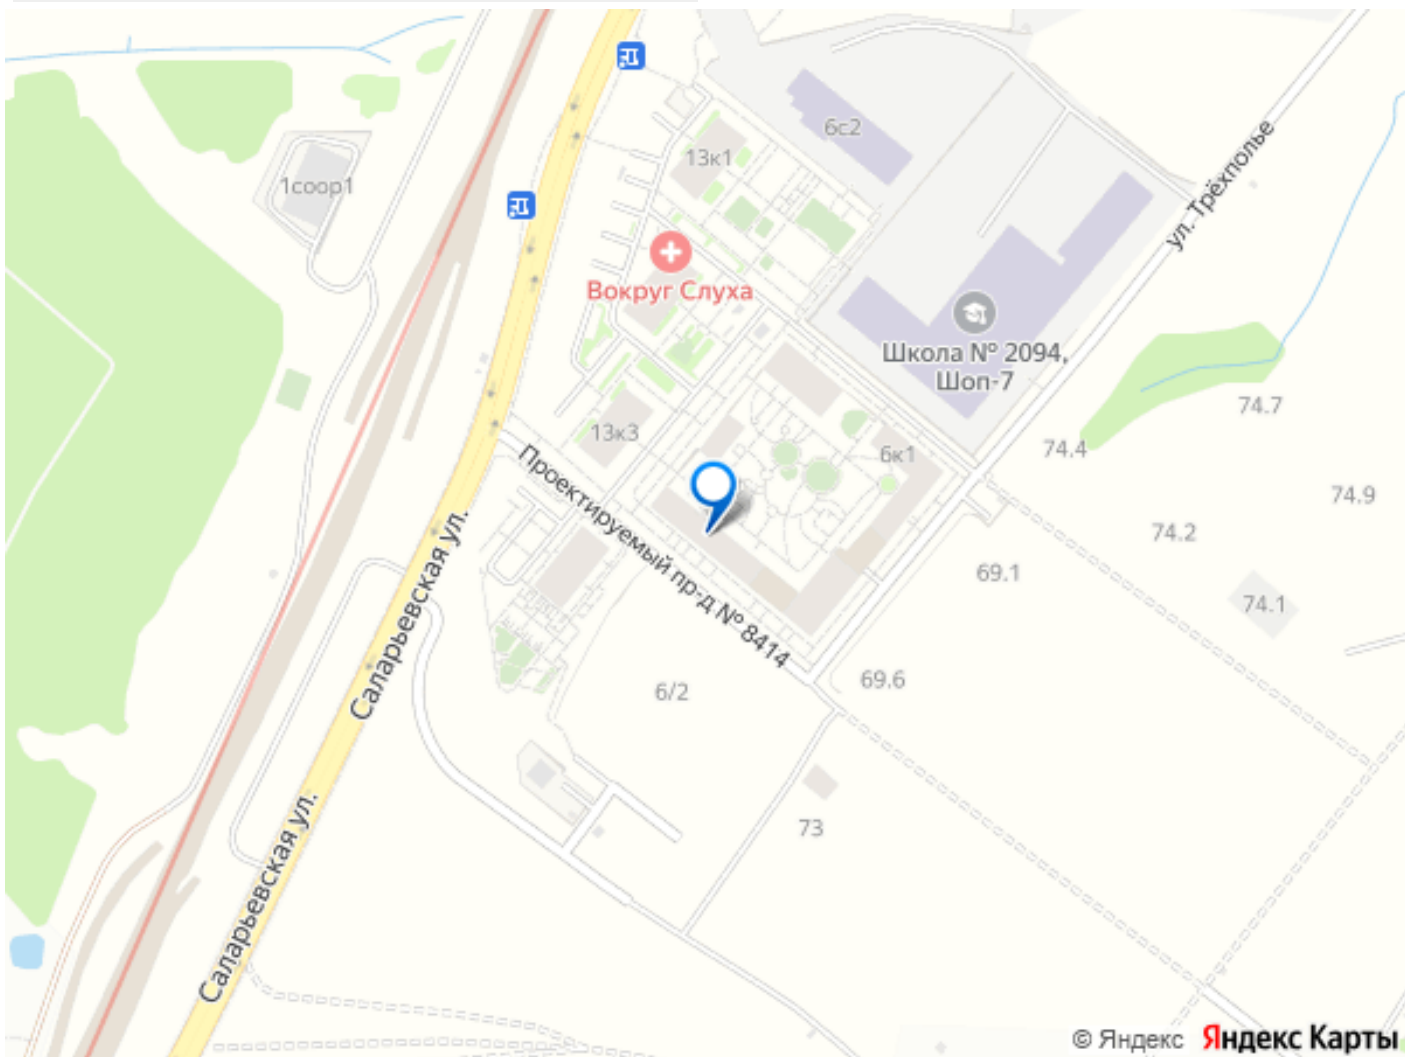 6с2
13к1
1соор1
ул. Трёхполье
Вокруг Слуха
Школа № 2094,
Шоп-7
74.7
13к3
6к1
74.4
74.9
Проектируемый пр-д № 8414
74.2
69.1
74.1
Саларьевская ул.
69.6
6/2
73
Саларьевская ул.
© Яндекс Яндекс Карты